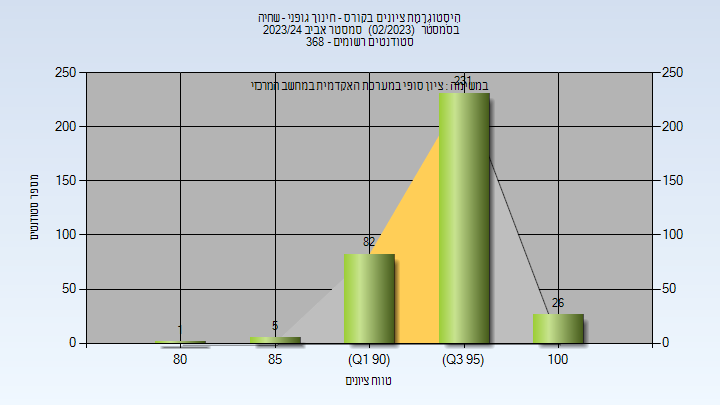 היסטוגרמת ציונים בקורס - חינוך גופני - שחיה
בסמסטר (02/2023) סמסטר אביב 2023/24
סטודנטים רשומים - 368
במשימה : ציון סופי במערכת האקדמית במחשב המרכזי
250
200
150
100
50
0
250
200
150
100
50
0
מספר סטודנטים
1
5
82
231
26
80
85
(Q1 90)
(Q3 95)
100
טווח ציונים